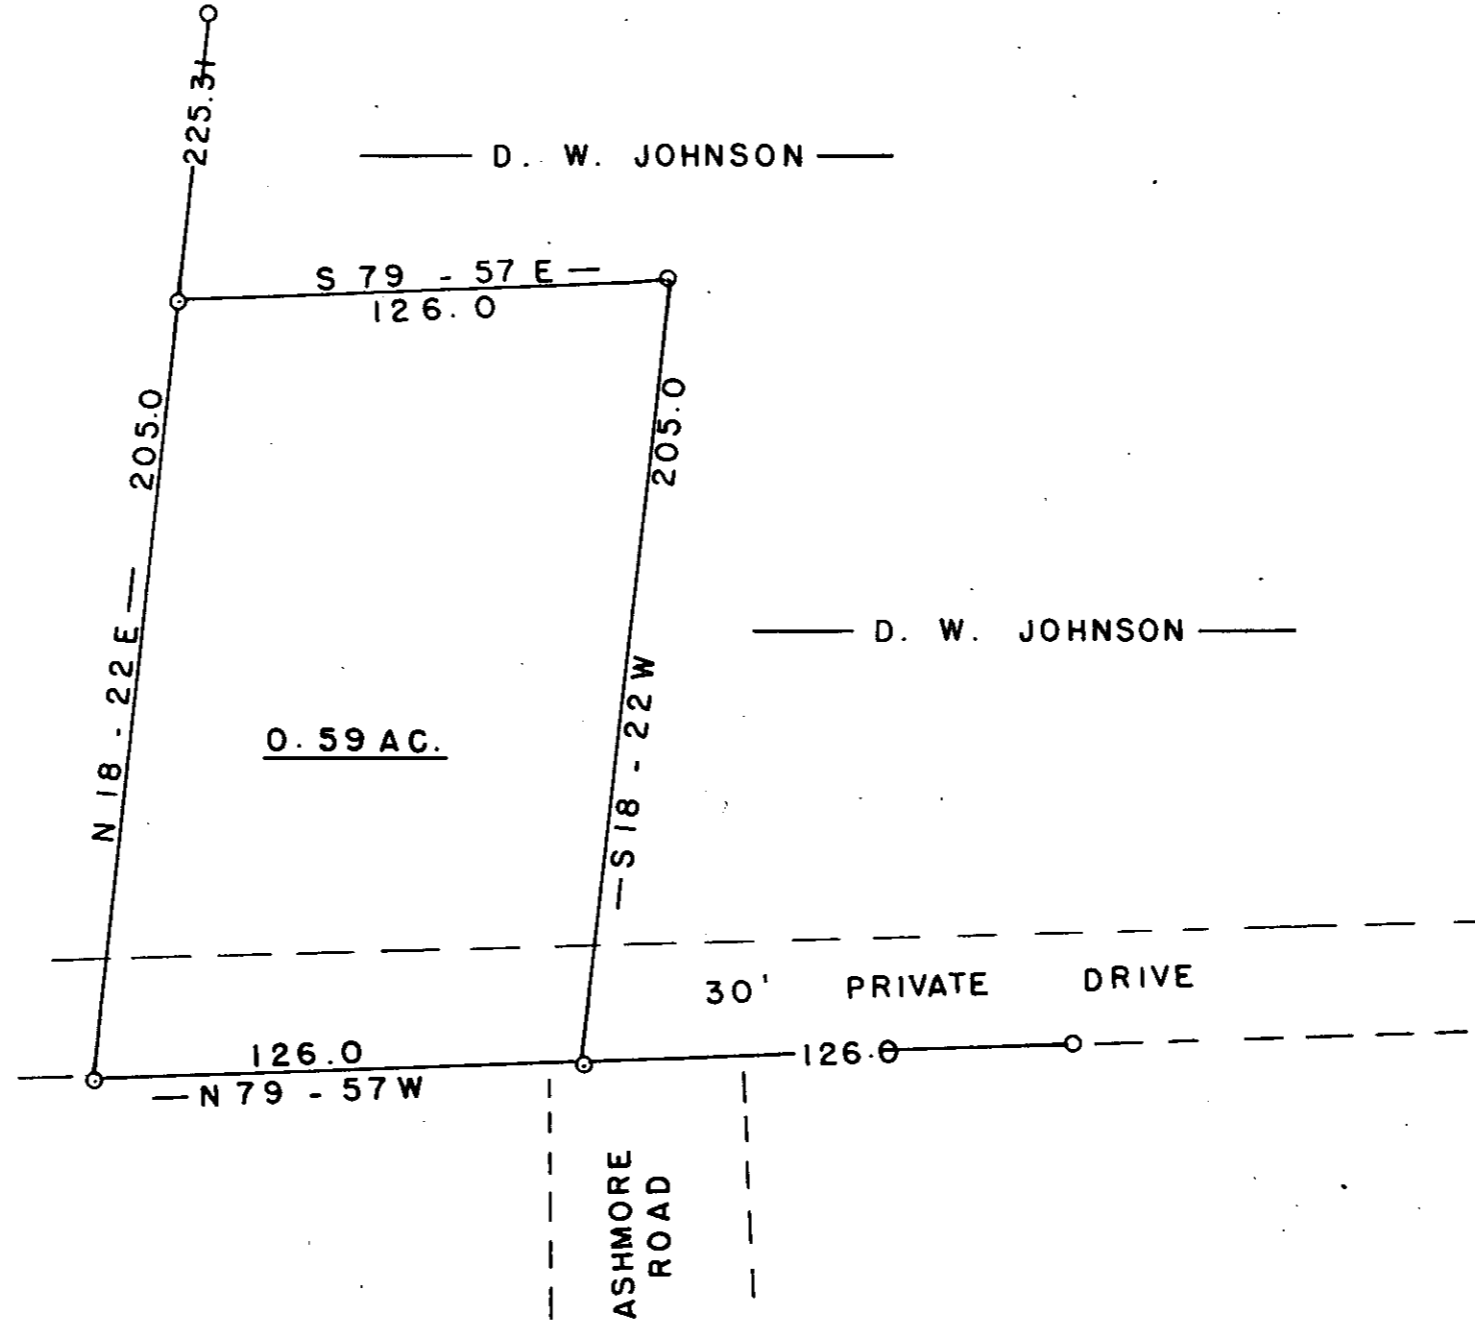 225.31
D. W. JOHNSON
S 79 - 57 E
126.0
205.0
205.0
N 18 - 22 E
S 18 - 22 W
D. W. JOHNSON
0.59 AC.
30' PRIVATE DRIVE
126.0
126.0
N 79 - 57 W
ASHMORE
ROAD